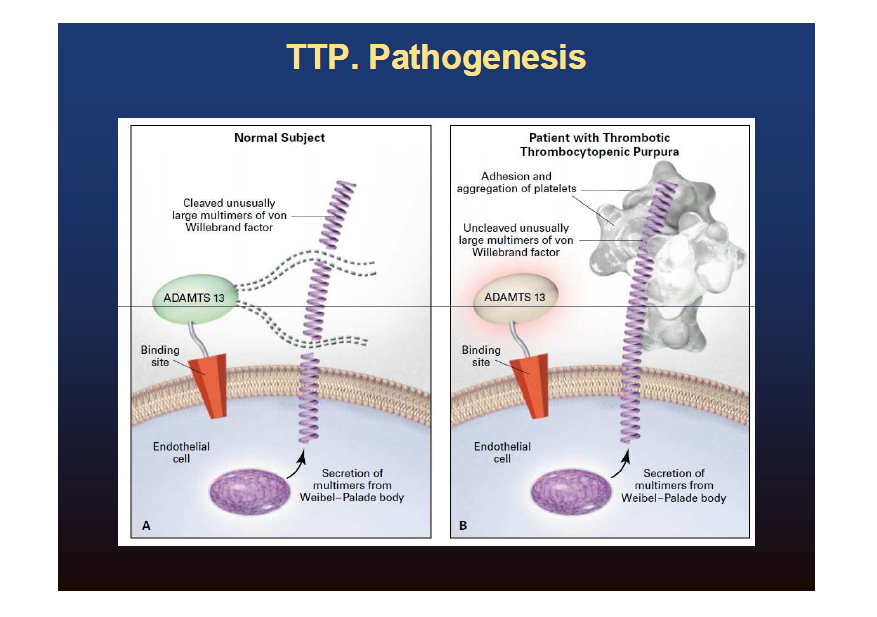 TTP. Pathogenesis
Normal Subject
Cleaved unusually
large multimers of von
Willebrand factor
ADAMTS 13
Binding
site
Endothelial
cell
Secretion of
multimers from
Weibel–Palade body
A
Patient with Thrombotic
Thrombocytopenic Purpura
Adhesion and
aggregation of platelets
Uncleaved unusually
large multimers of von
Willebrand factor
ADAMTS 13
Binding
site
Endothelial
cell
Secretion of
multimers from
Weibel–Palade body
B